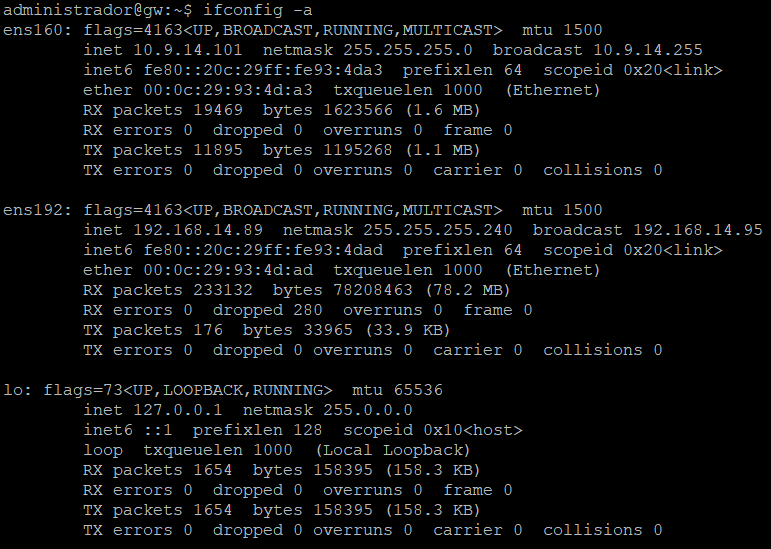 administrador@gw:~$ ifconfig -a
ens160: flags=4163<UP,BROADCAST,RUNNING,MULTICAST>  mtu 1500
        inet 10.9.14.101  netmask 255.255.255.0  broadcast 10.9.14.255
        inet6 fe80::20c:29ff:fe93:4da3  prefixlen 64  scopeid 0x20<link>
        ether 00:0c:29:93:4d:a3  txqueuelen 1000  (Ethernet)
        RX packets 19469  bytes 1623566 (1.6 MB)
        RX errors 0  dropped 0  overruns 0  frame 0
        TX packets 11895  bytes 1195268 (1.1 MB)
        TX errors 0  dropped 0 overruns 0  carrier 0  collisions 0

ens192: flags=4163<UP,BROADCAST,RUNNING,MULTICAST>  mtu 1500
        inet 192.168.14.89  netmask 255.255.255.240  broadcast 192.168.14.95
        inet6 fe80::20c:29ff:fe93:4dad  prefixlen 64  scopeid 0x20<link>
        ether 00:0c:29:93:4d:ad  txqueuelen 1000  (Ethernet)
        RX packets 233132  bytes 78208463 (78.2 MB)
        RX errors 0  dropped 280  overruns 0  frame 0
        TX packets 176  bytes 33965 (33.9 KB)
        TX errors 0  dropped 0 overruns 0  carrier 0  collisions 0

lo: flags=73<UP,LOOPBACK,RUNNING>  mtu 65536
        inet 127.0.0.1  netmask 255.0.0.0
        inet6 ::1  prefixlen 128  scopeid 0x10<host>
        loop  txqueuelen 1000  (Local Loopback)
        RX packets 1654  bytes 158395 (158.3 KB)
        RX errors 0  dropped 0  overruns 0  frame 0
        TX packets 1654  bytes 158395 (158.3 KB)
        TX errors 0  dropped 0 overruns 0  carrier 0  collisions 0